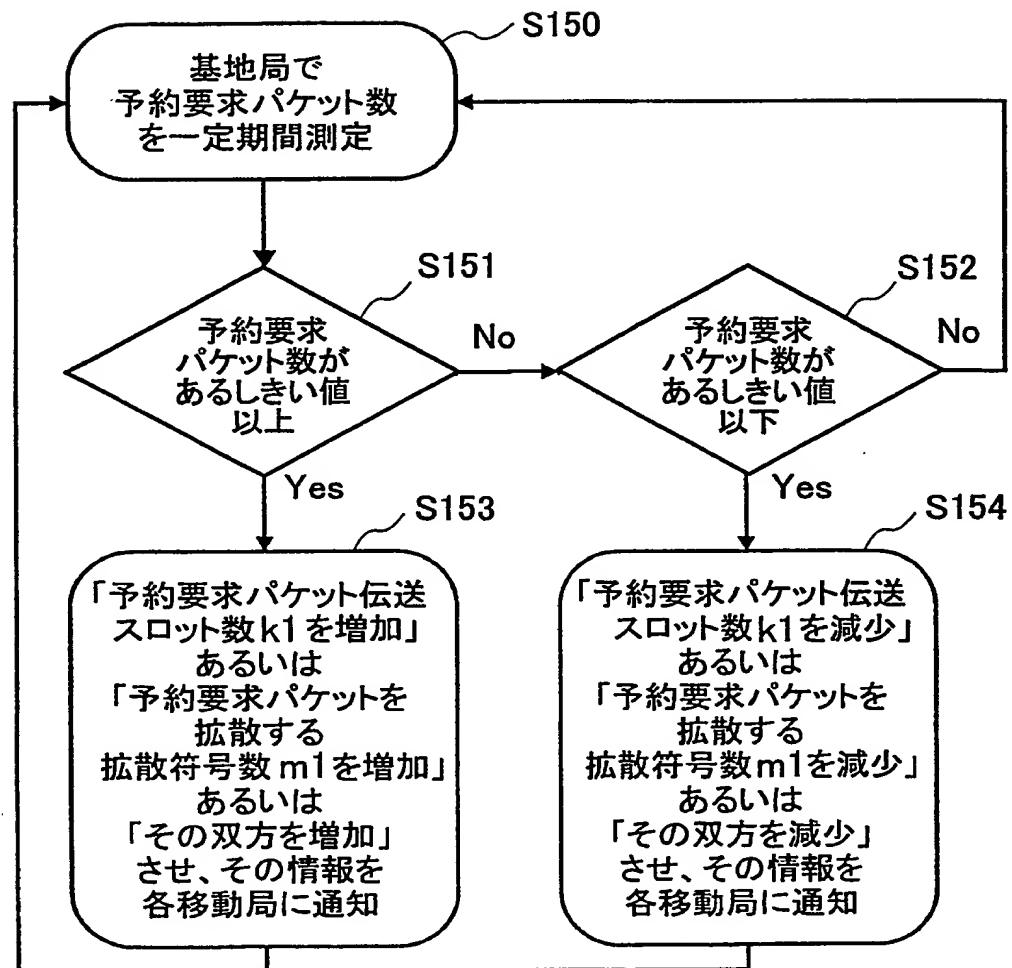 S150
基地局で
予約要求パケット数
を一定期間測定
S151
予約要求
パケット数が
あるしきい値
以上
No
S152
予約要求
パケット数が
あるしきい値
以下
No
Yes
Yes
S153
「予約要求パケット伝送
スロット数k1を増加」
あるいは
「予約要求パケットを
拡散する
拡散符号数m1を増加」
あるいは
「その双方を増加」
させ、その情報を
各移動局に通知
S154
「予約要求パケット伝送
スロット数k1を減少」
あるいは
「予約要求パケットを
拡散する
拡散符号数m1を減少」
あるいは
「その双方を減少」
させ、その情報を
各移動局に通知